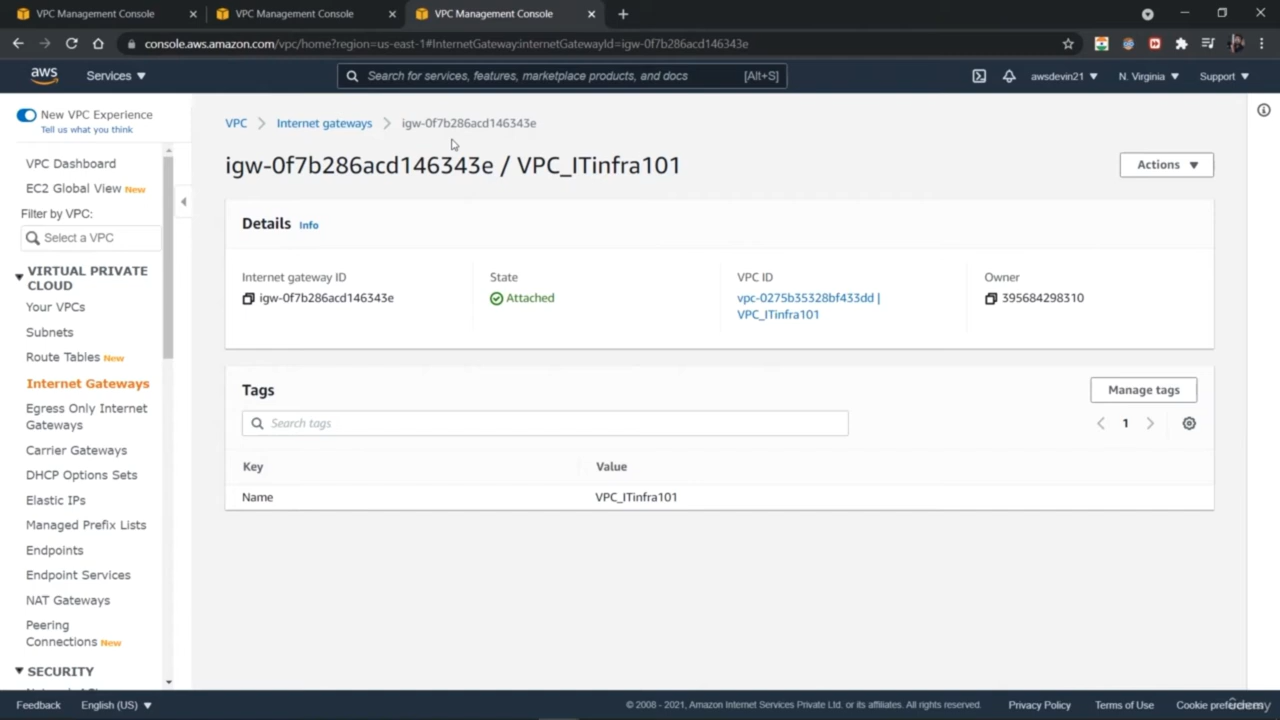 VPC Management Console
VPC Management Console
VPC Management Console
console.aws.amazon.com/vpc/home?region=us-east-1#InternetGateway:internetGatewayId=igw-0f7b286acd146343e
aws
Services
Search for services, features, marketplace products, and docs
[Alt+S]
awsdevin21
N. Virginia
Support
New VPC Experience
Tell us what you think
VPC Dashboard
EC2 Global View New
Filter by VPC:
Select a VPC
VIRTUAL PRIVATE
CLOUD
Your VPCs
Subnets
Route Tables New
Internet Gateways
Egress Only Internet
Gateways
Carrier Gateways
DHCP Options Sets
Elastic IPs
Managed Prefix Lists
Endpoints
Endpoint Services
NAT Gateways
Peering
Connections New
SECURITY
VPC
Internet gateways
igw-0f7b286acd146343e
igw-0f7b286acd146343e / VPC_ITinfra101
Actions
Details Info
Internet gateway ID
igw-0f7b286acd146343e
State
Attached
VPC ID
vpc-0275b35328bf433dd |
VPC_ITinfra101
Owner
395684298310
Tags
Manage tags
Search tags
1
Key
Value
Name
VPC_ITinfra101
Feedback
English (US)
© 2008 - 2021, Amazon Internet Services Private Ltd. or its affiliates. All rights reserved.
Privacy Policy
Terms of Use
Cookie preferences